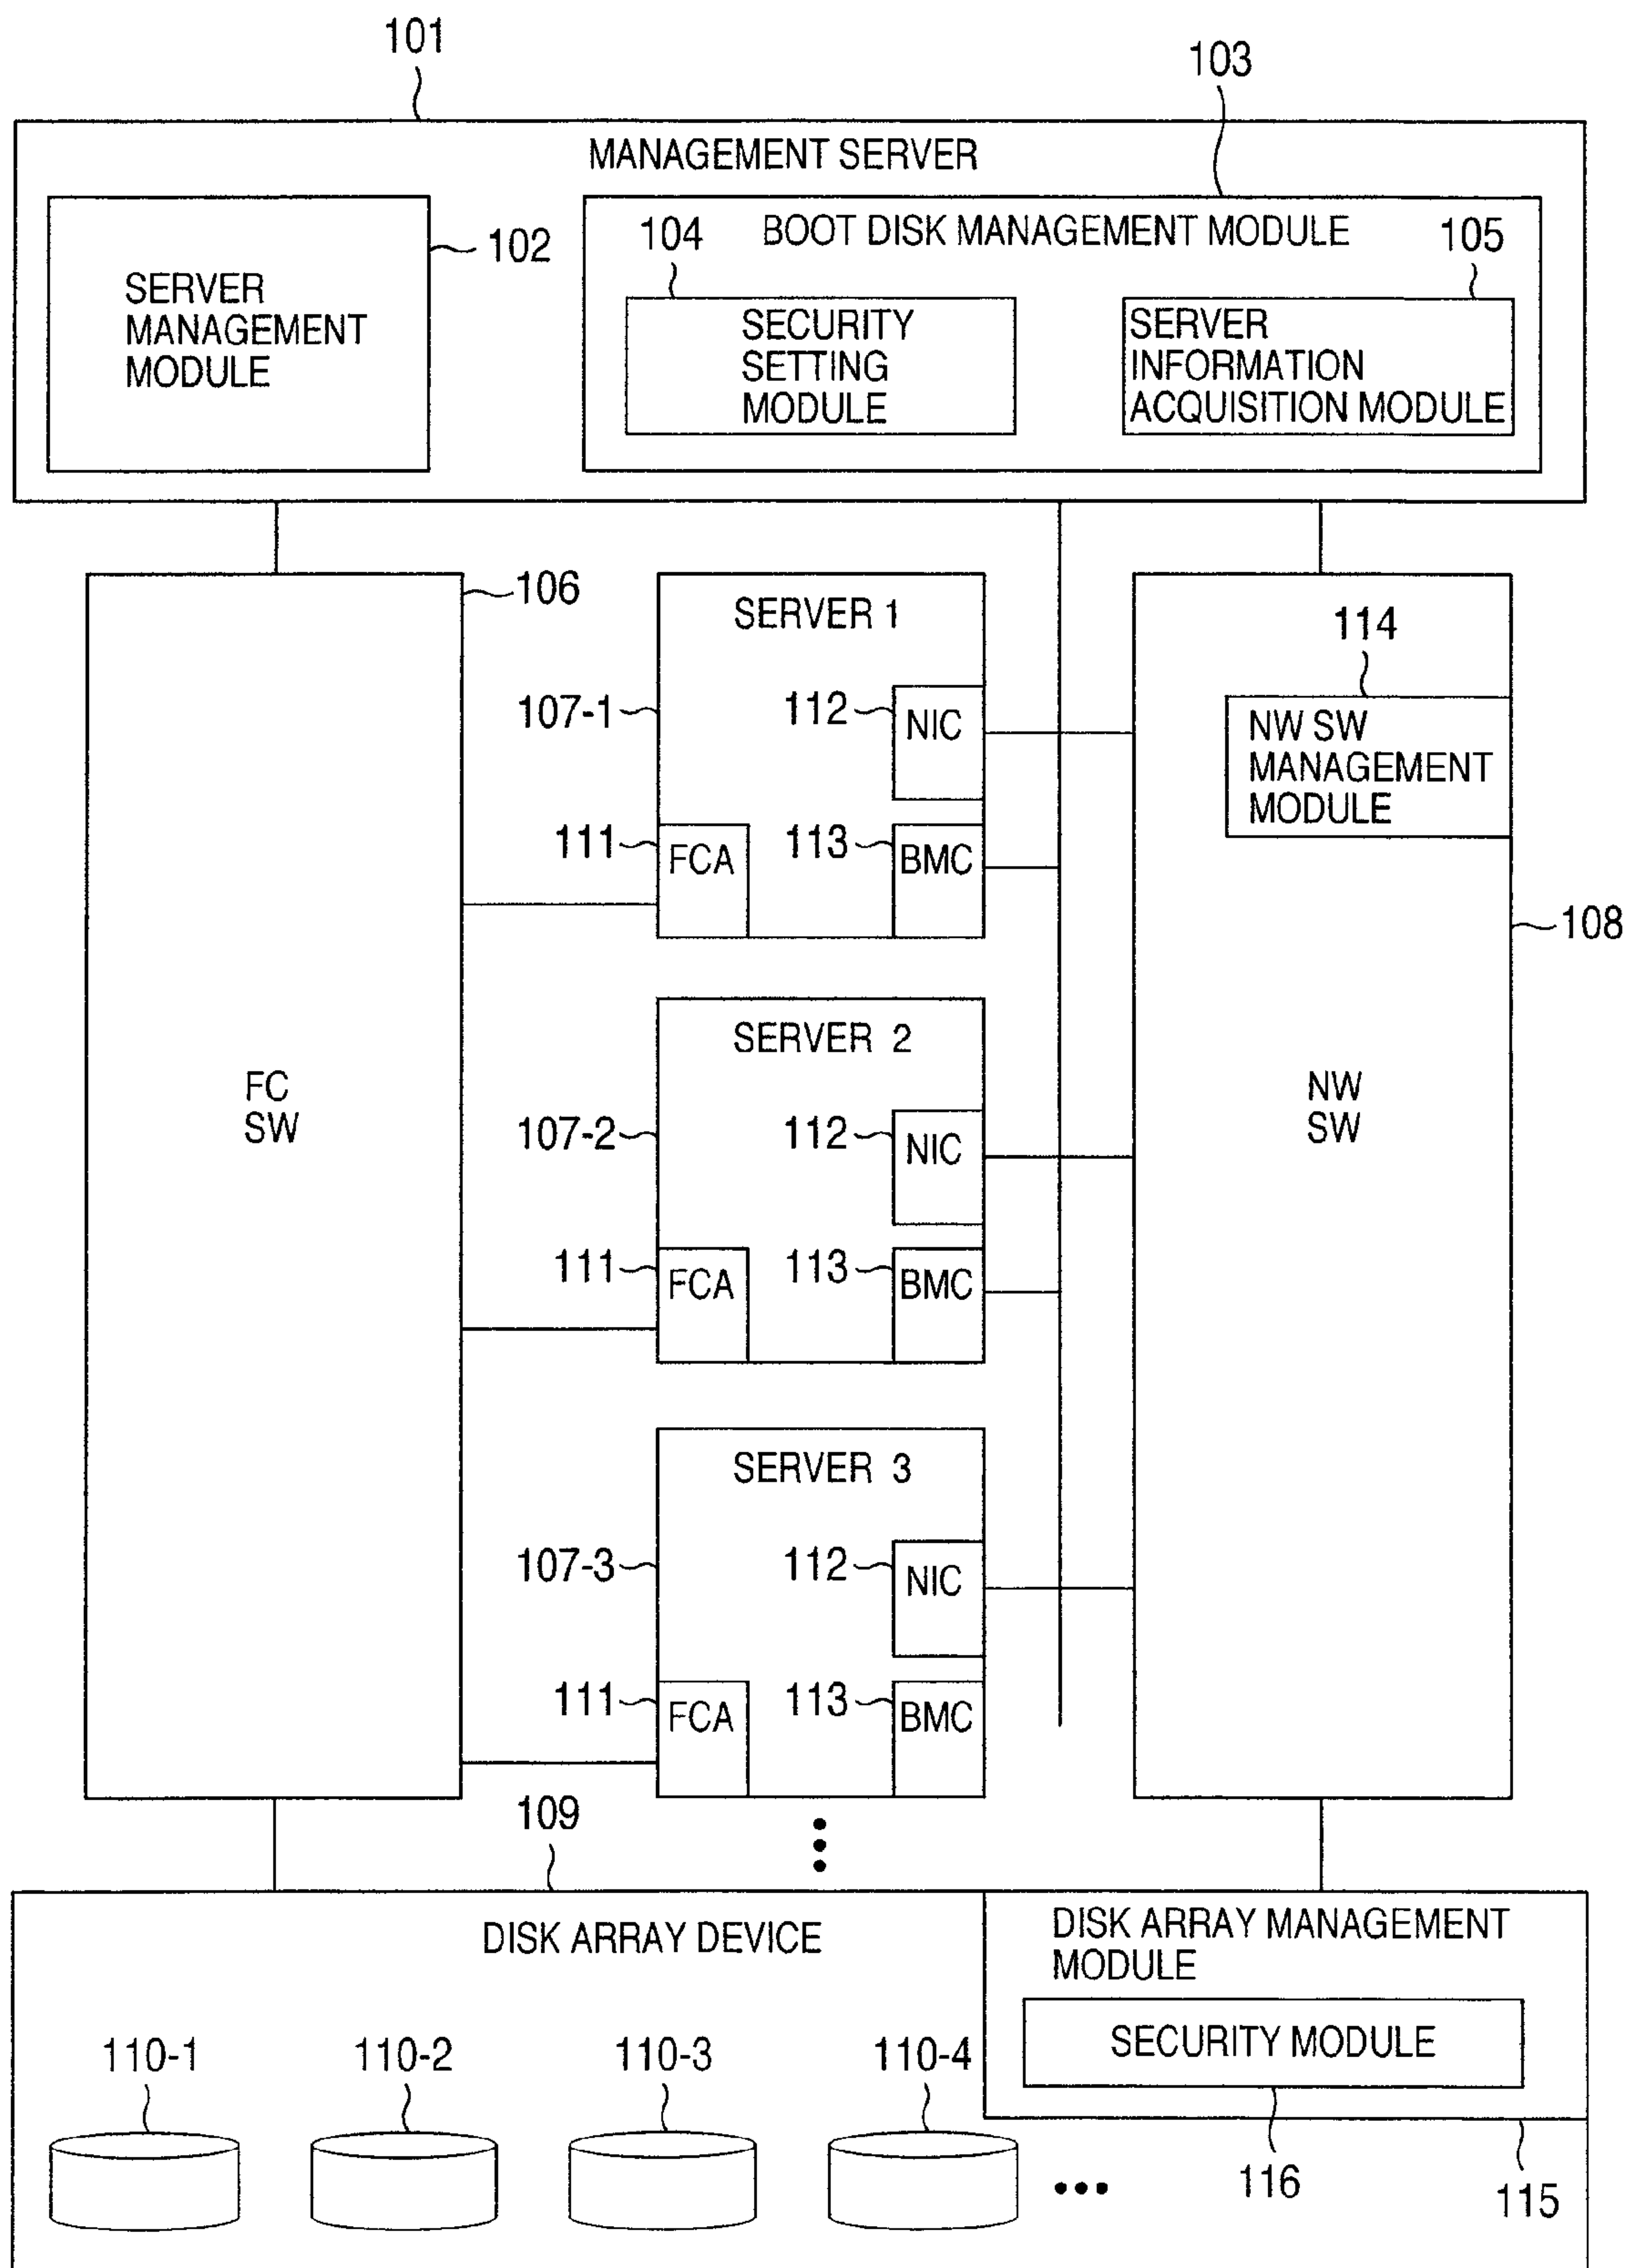 101
103
MANAGEMENT SERVER
102
SERVER
MANAGEMENT
MODULE
104
BOOT DISK MANAGEMENT MODULE
105
SECURITY
SETTING
MODULE
SERVER
INFORMATION
ACQUISITION MODULE
106
FC
SW
SERVER 1
107-1
112
NIC
111
FCA
113
BMC
SERVER 2
107-2
112
NIC
111
FCA
113
BMC
SERVER 3
107-3
112
NIC
111
FCA
113
BMC
114
NW SW
MANAGEMENT
MODULE
108
NW
SW
109
DISK ARRAY DEVICE
DISK ARRAY MANAGEMENT
MODULE
SECURITY MODULE
110-1
110-2
110-3
110-4
116
115